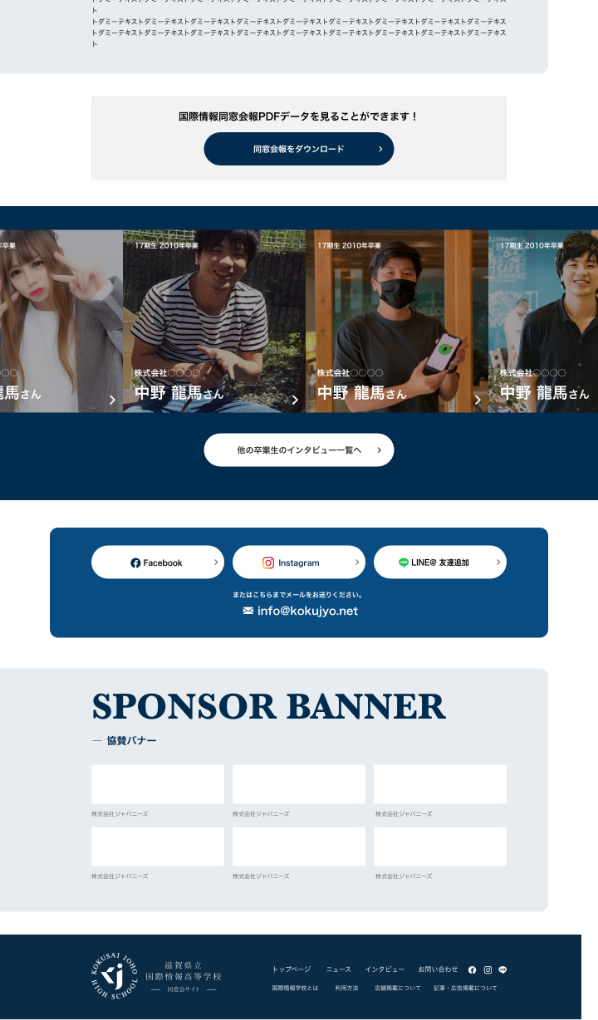 ト
トダミーテキストダミーテキストダミーテキストダミーテキストダミーテキストダミーテキストダミーテキス
トダミーテキストダミーテキストダミーテキストダミーテキストダミーテキストダミーテキストダミーテキス
ト
国際情報同窓会報PDFデータを見ることができます！
同窓会報をダウンロード
17期生 2010年卒業
17期生 2010年卒業
17期生 2010年卒業
株式会社〇〇〇〇
株式会社〇〇〇〇
株式会社〇〇〇〇
龍馬さん
中野 龍馬さん
中野 龍馬さん
中野 龍馬さん
他の卒業生のインタビュー一覧へ
Facebook
Instagram
LINE@ 友達追加
またはこちらまでメールをお送りください。
info@kokujyo.net
SPONSOR BANNER
— 協賛バナー
株式会社ジャパニーズ
株式会社ジャパニーズ
株式会社ジャパニーズ
株式会社ジャパニーズ
株式会社ジャパニーズ
株式会社ジャパニーズ
KOKUSAI JOHO HIGH SCHOOL
滋賀県立
国際情報高等学校
— 同窓会サイト —
トップページ ニュース インタビュー お問い合わせ
国際情報学校とは 利用方法 店舗掲載について 記事・広告掲載について